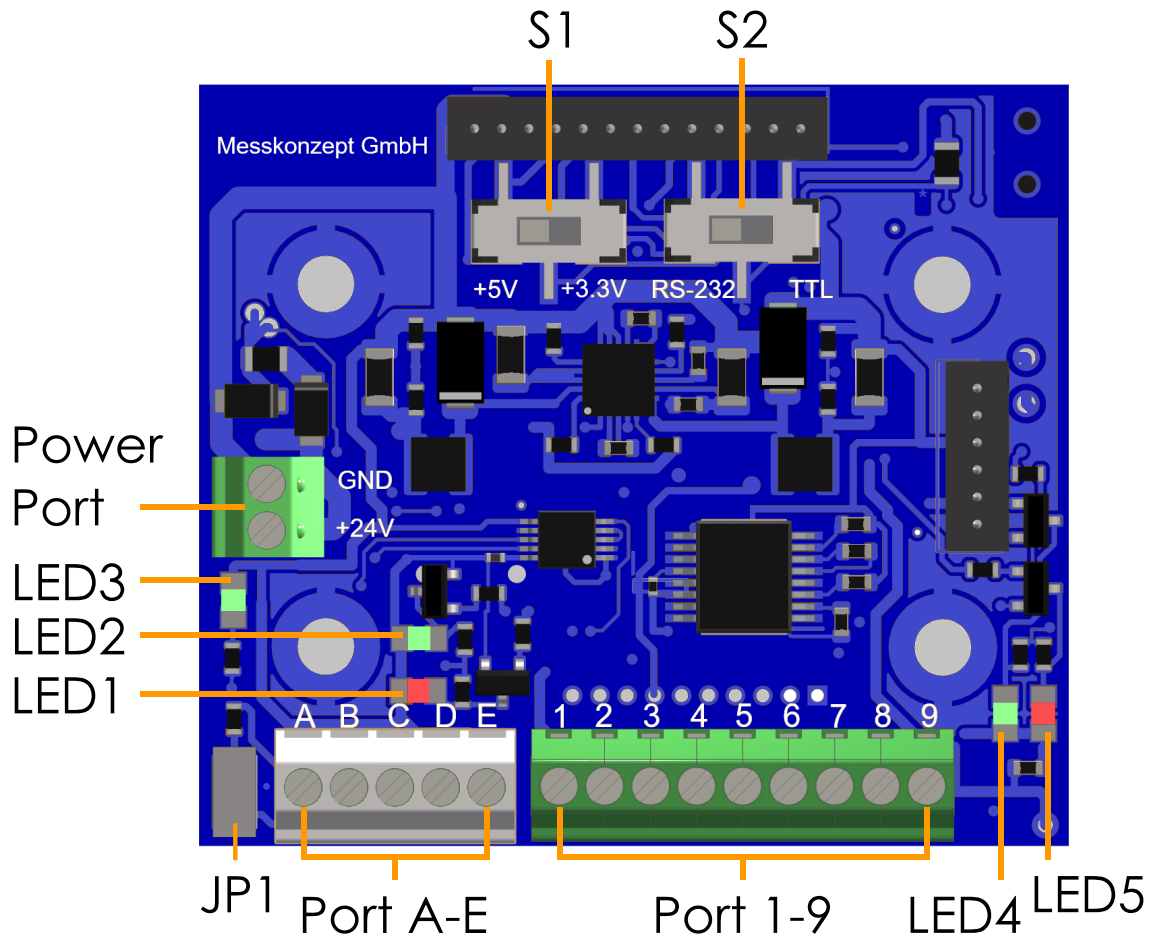 S1 S2
Messkonzept GmbH
+5V +3.3V RS-232 TTL
Power
Port
GND
+24V
LED3
LED2
LED1
A B C D E 1 2 3 4 5 6 7 8 9
*
JP1 Port A-E Port 1-9 LED4 LED5